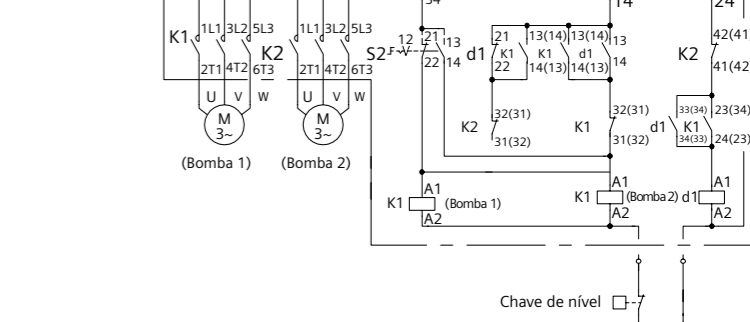 34
14
24
K1 1L1 3L2 5L3
K2 1L1 3L2 5L3
2T1 4T2 6T3
2T1 4T2 6T3
U V W
U V W
M
3~
M
3~
(Bomba 1)
(Bomba 2)
S2 12 21 13
22 14
d1 21 K1 13(14) K1 13(14) d1 13
22 14(13) 14(13) 14
K2 42(41)
41(42)
K2 32(31)
31(32)
K1 32(31)
31(32)
d1 33(34) K1 23(34)
34(33) 24(23)
K1 A1 (Bomba 1)
A2
K1 A1 (Bomba 2)
A2
d1 A1
A2
Chave de nível